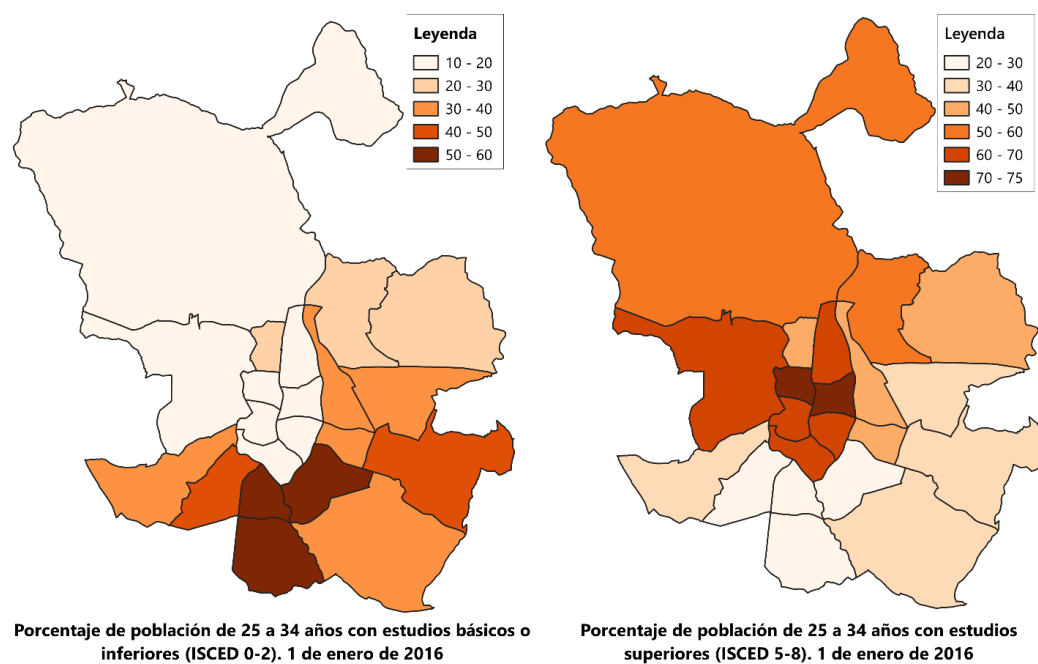 Leyenda
10 - 20
20 - 30
30 - 40
40 - 50
50 - 60
Leyenda
20 - 30
30 - 40
40 - 50
50 - 60
60 - 70
70 - 75
Porcentaje de población de 25 a 34 años con estudios básicos o
inferiores (ISCED 0-2). 1 de enero de 2016
Porcentaje de población de 25 a 34 años con estudios
superiores (ISCED 5-8). 1 de enero de 2016